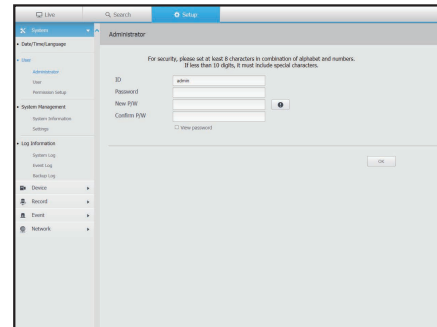 Live
Search
Setup
System
Administrator
Date/Time/Language
User
Administrator
User
Permission Setup
System Management
System Information
Settings
Log Information
System Log
Event Log
Backup Log
Device
Record
Event
Network
For security, please set at least 8 characters in combination of alphabet and numbers.
If less than 10 digits, it must include special characters.
ID
admin
Password
New P/W
Confirm P/W
View password
OK